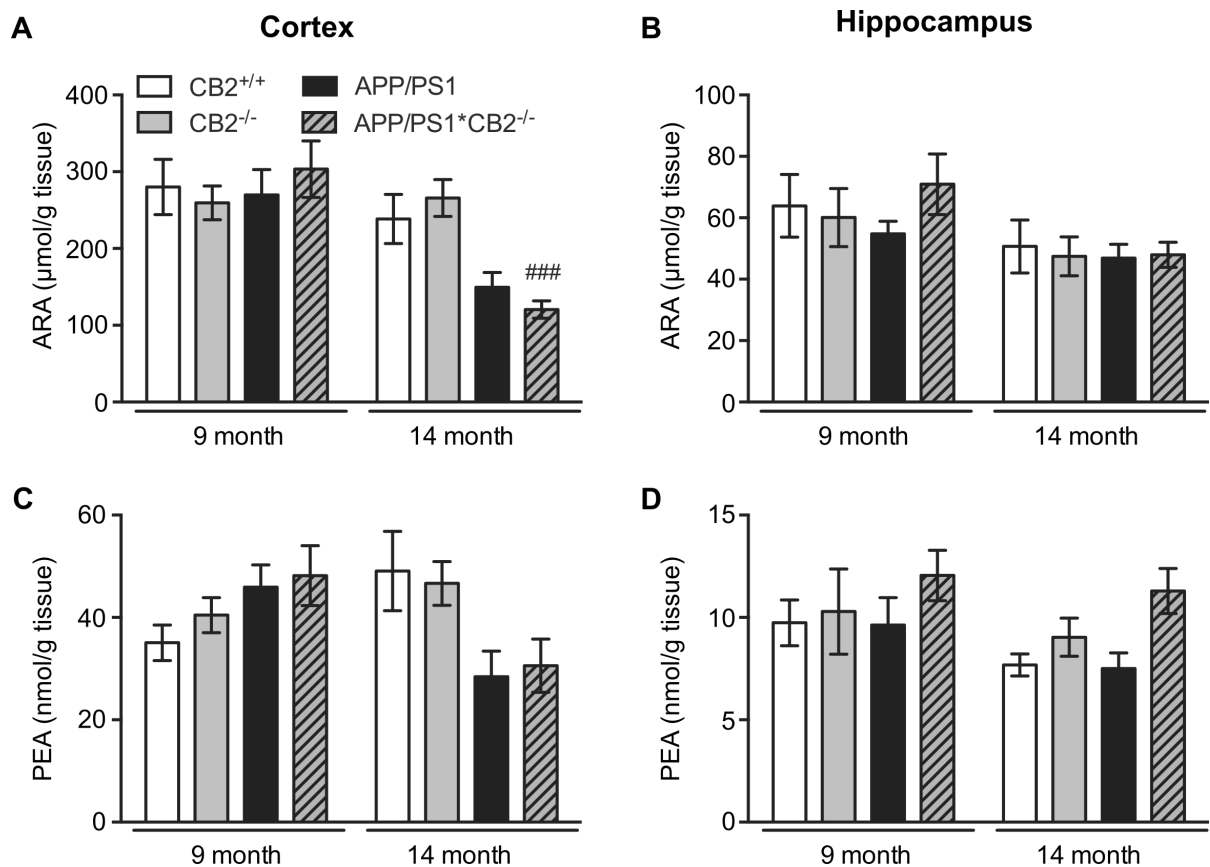 A
Cortex
B
Hippocampus
CB2+/+
APP/PS1
CB2-/-
APP/PS1*CB2-/-
ARA (µmol/g tissue)
400
300
200
100
0
###
9 month
14 month
ARA (µmol/g tissue)
100
80
60
40
20
0
9 month
14 month
C
PEA (nmol/g tissue)
60
40
20
0
9 month
14 month
D
PEA (nmol/g tissue)
15
10
5
0
9 month
14 month